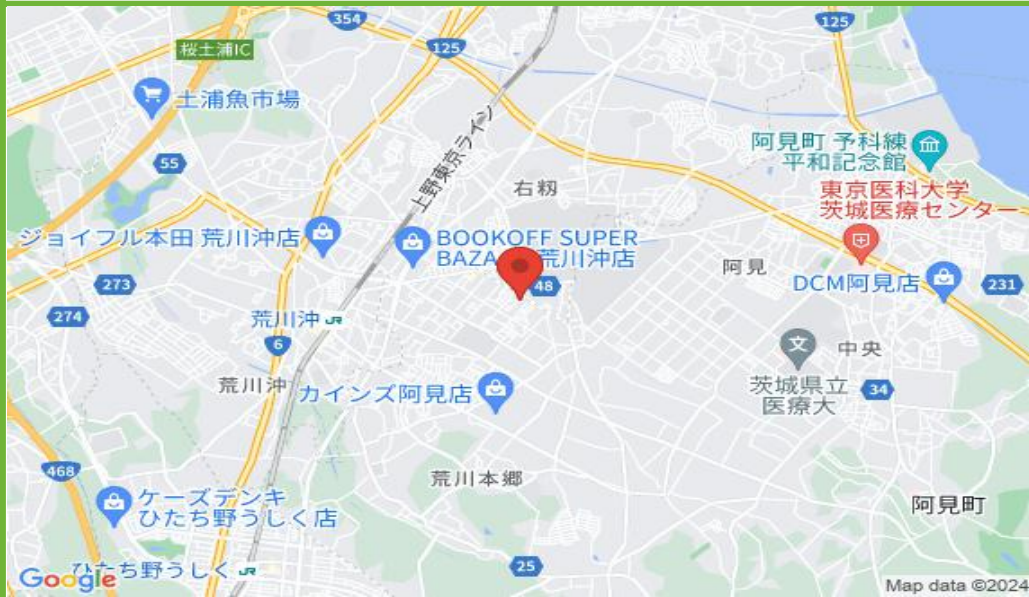 354
125
125
桜土浦IC
土浦魚市場
上野東京ライン
阿見町 予科練
平和記念館
55
右籾
東京医科大学
茨城医療センター
ジョイフル本田 荒川沖店
BOOKOFF SUPER
BAZA 荒川沖店
阿見
273
48
DCM阿見店
231
274
荒川沖 JR
6
中央
荒川沖
カインズ阿見店
文
茨城県立
医療大
34
468
荒川本郷
ケーズデンキ
ひたち野うしく店
阿見町
25
ひたち野うしく JR
Google
Map data ©2024